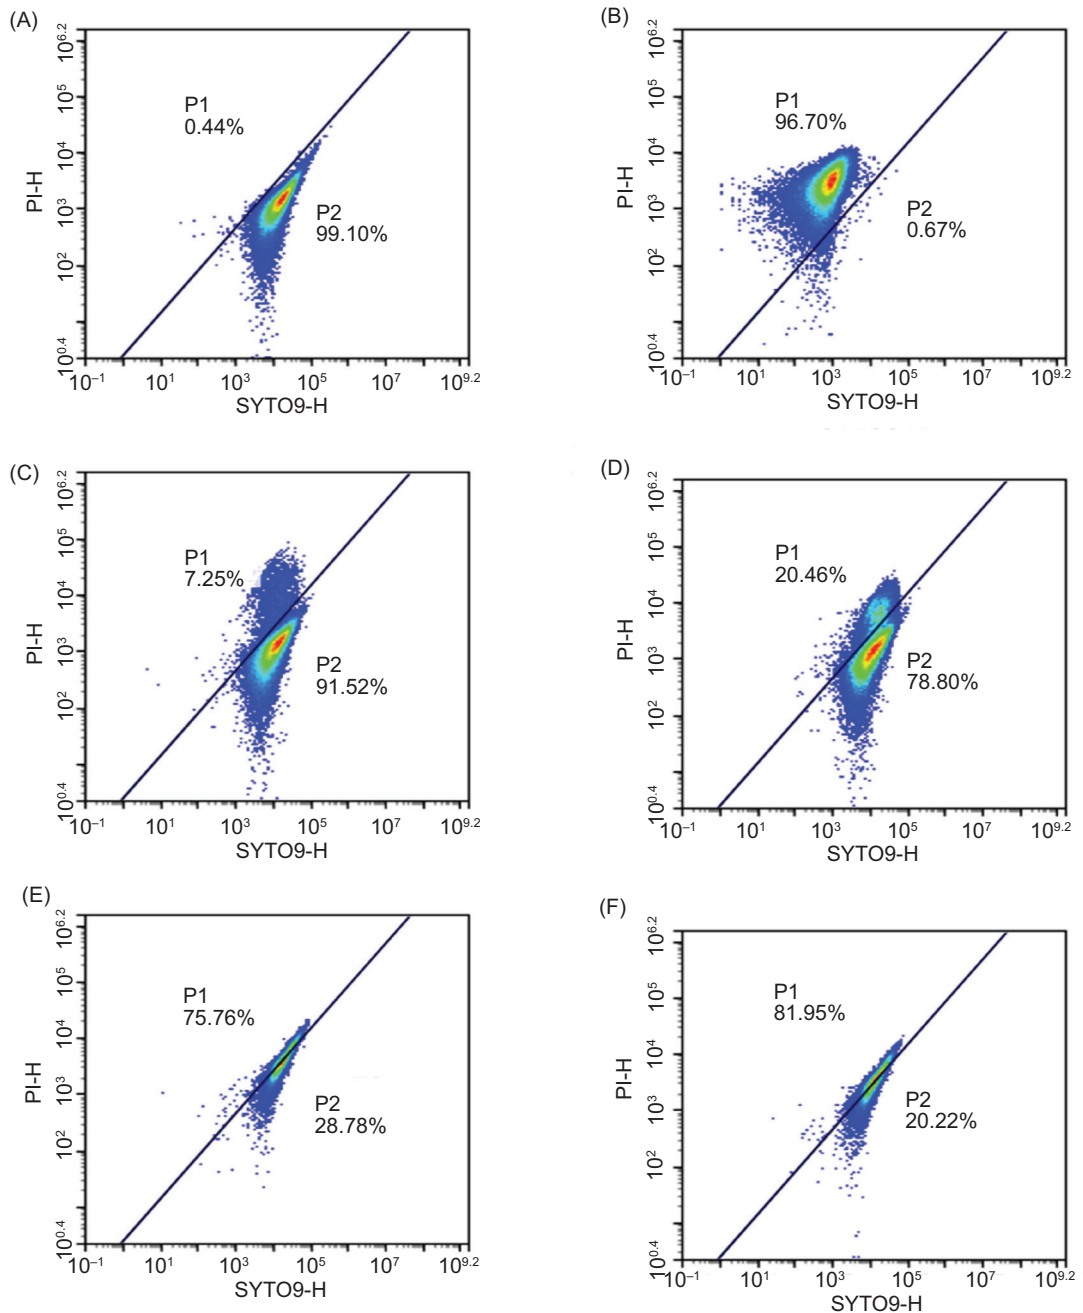 (A)
P1
0.44%
P2
99.10%
PI-H
10^6.2
10^5
10^4
10^3
10^2
10^0.4
10^−1
10^1
10^3
10^5
10^7
10^9.2
SYTO9-H
(B)
P1
96.70%
P2
0.67%
PI-H
10^6.2
10^5
10^4
10^3
10^2
10^0.4
10^−1
10^1
10^3
10^5
10^7
10^9.2
SYTO9-H
(C)
P1
7.25%
P2
91.52%
PI-H
10^6.2
10^5
10^4
10^3
10^2
10^0.4
10^−1
10^1
10^3
10^5
10^7
10^9.2
SYTO9-H
(D)
P1
20.46%
P2
78.80%
PI-H
10^6.2
10^5
10^4
10^3
10^2
10^0.4
10^−1
10^1
10^3
10^5
10^7
10^9.2
SYTO9-H
(E)
P1
75.76%
P2
28.78%
PI-H
10^6.2
10^5
10^4
10^3
10^2
10^0.4
10^−1
10^1
10^3
10^5
10^7
10^9.2
SYTO9-H
(F)
P1
81.95%
P2
20.22%
PI-H
10^6.2
10^5
10^4
10^3
10^2
10^0.4
10^−1
10^1
10^3
10^5
10^7
10^9.2
SYTO9-H